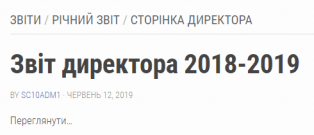 ЗВІТИ / РІЧНИЙ ЗВІТ / СТОРІНКА ДИРЕКТОРА
Звіт директора 2018-2019
BY SC10ADM1 · ЧЕРВЕНЬ 12, 2019
Переглянути...